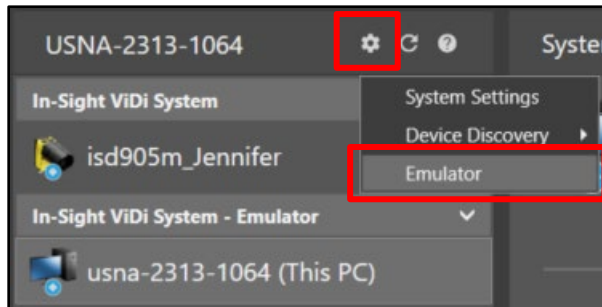 USNA-2313-1064
Syste
In-Sight ViDi System
System Settings
Device Discovery
isd905m_Jennifer
Emulator
In-Sight ViDi System - Emulator
usna-2313-1064 (This PC)